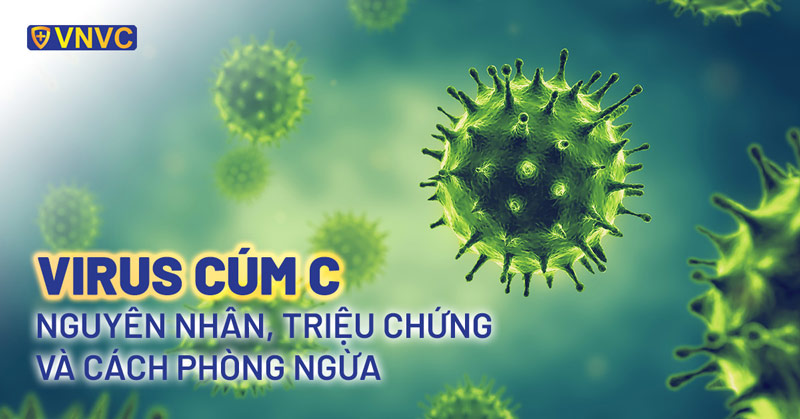 VNVC
VIRUS CÚM C
NGUYÊN NHÂN, TRIỆU CHỨNG
VÀ CÁCH PHÒNG NGỪA